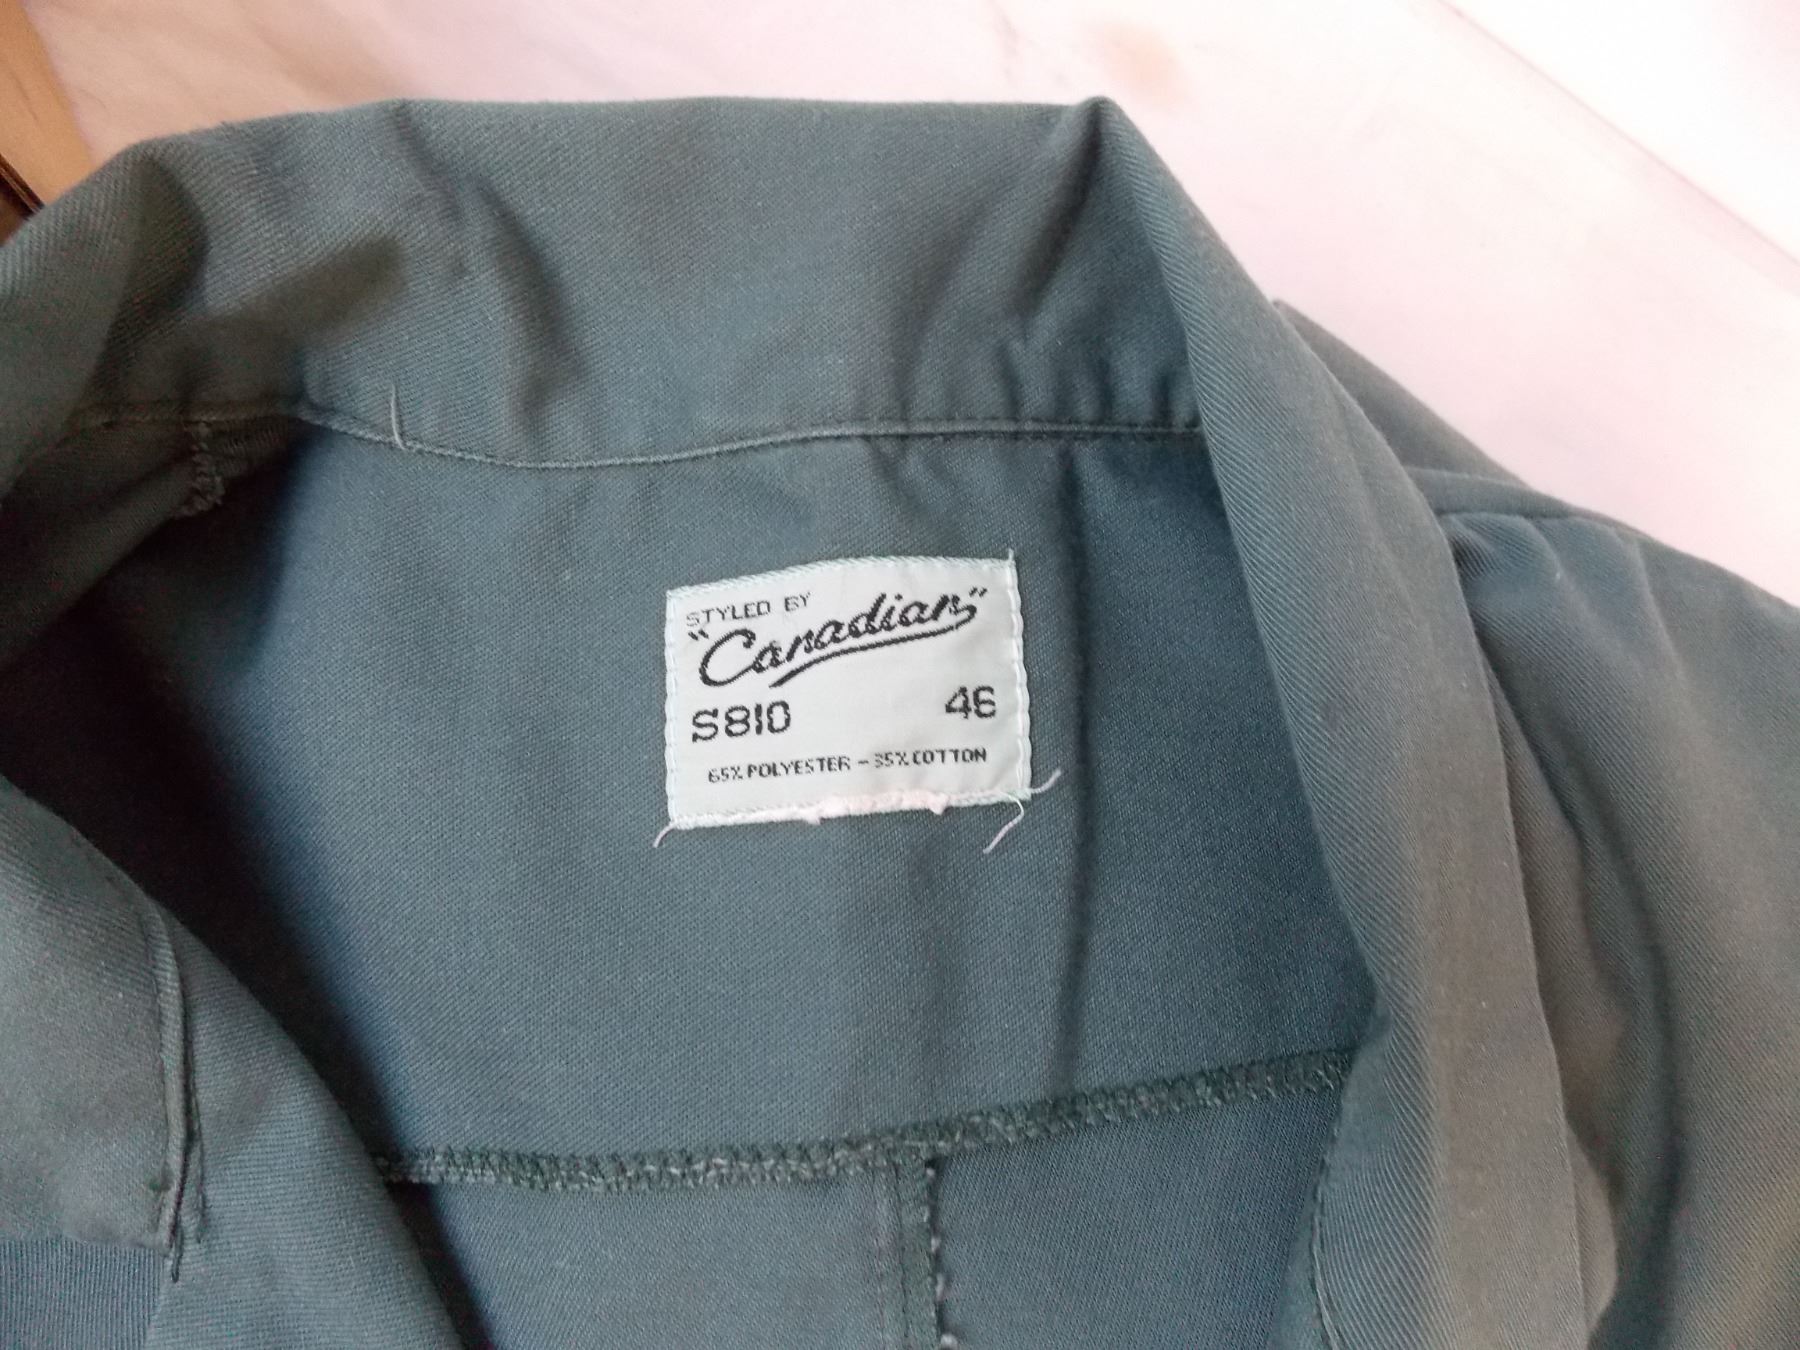 STYLED BY
"Canadian"
S810 46
65% POLYESTER - 35% COTTON